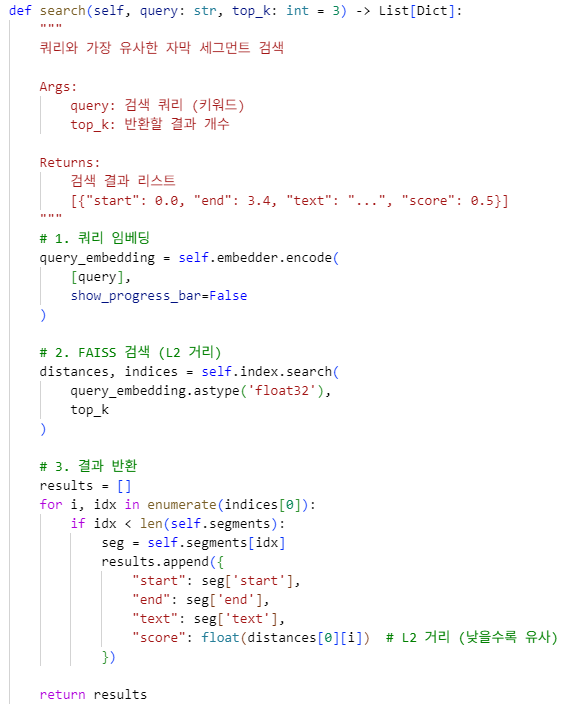 def search(self, query: str, top_k: int = 3) -> List[Dict]:
    """
    쿼리와 가장 유사한 자막 세그먼트 검색

    Args:
        query: 검색 쿼리 (키워드)
        top_k: 반환할 결과 개수

    Returns:
        검색 결과 리스트
        [{"start": 0.0, "end": 3.4, "text": "...", "score": 0.5}]
    """
    # 1. 쿼리 임베딩
    query_embedding = self.embedder.encode(
        [query],
        show_progress_bar=False
    )

    # 2. FAISS 검색 (L2 거리)
    distances, indices = self.index.search(
        query_embedding.astype('float32'),
        top_k
    )

    # 3. 결과 반환
    results = []
    for i, idx in enumerate(indices[0]):
        if idx < len(self.segments):
            seg = self.segments[idx]
            results.append({
                "start": seg['start'],
                "end": seg['end'],
                "text": seg['text'],
                "score": float(distances[0][i])  # L2 거리 (낮을수록 유사)
            })

    return results